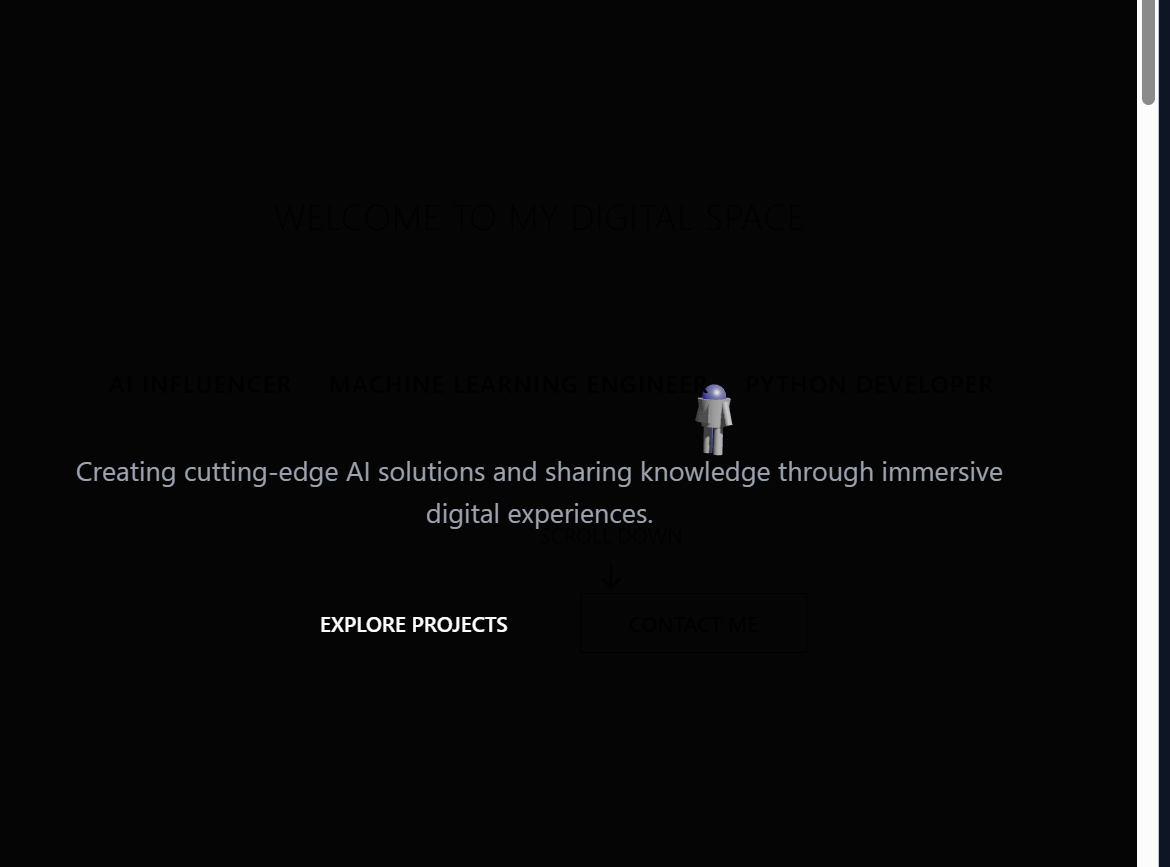 WELCOME TO MY DIGITAL SPACE
AI INFLUENCER MACHINE LEARNING ENGINEER PYTHON DEVELOPER
Creating cutting-edge AI solutions and sharing knowledge through immersive
digital experiences.
SCROLL DOWN
EXPLORE PROJECTS CONTACT ME